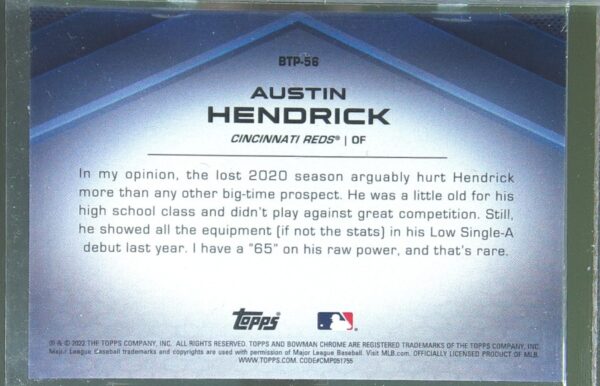 BTP-56
AUSTIN
HENDRICK
CINCINNATI REDS® | OF
In my opinion, the lost 2020 season arguably hurt Hendrick
more than any other big-time prospect. He was a little old for his
high school class and didn't play against great competition. Still,
he showed all the equipment (if not the stats) in his Low Single-A
debut last year. I have a "65" on his raw power, and that's rare.
Topps
® & © 2022 THE TOPPS COMPANY, INC. ALL RIGHTS RESERVED. TOPPS AND BOWMAN CHROME ARE REGISTERED TRADEMARKS OF THE TOPPS COMPANY, INC.
Major League Baseball trademarks and copyrights are used with permission of Major League Baseball. Visit MLB.com. OFFICIALLY LICENSED PRODUCT OF MLB.
WWW.TOPPS.COM. CODE#CMP051755